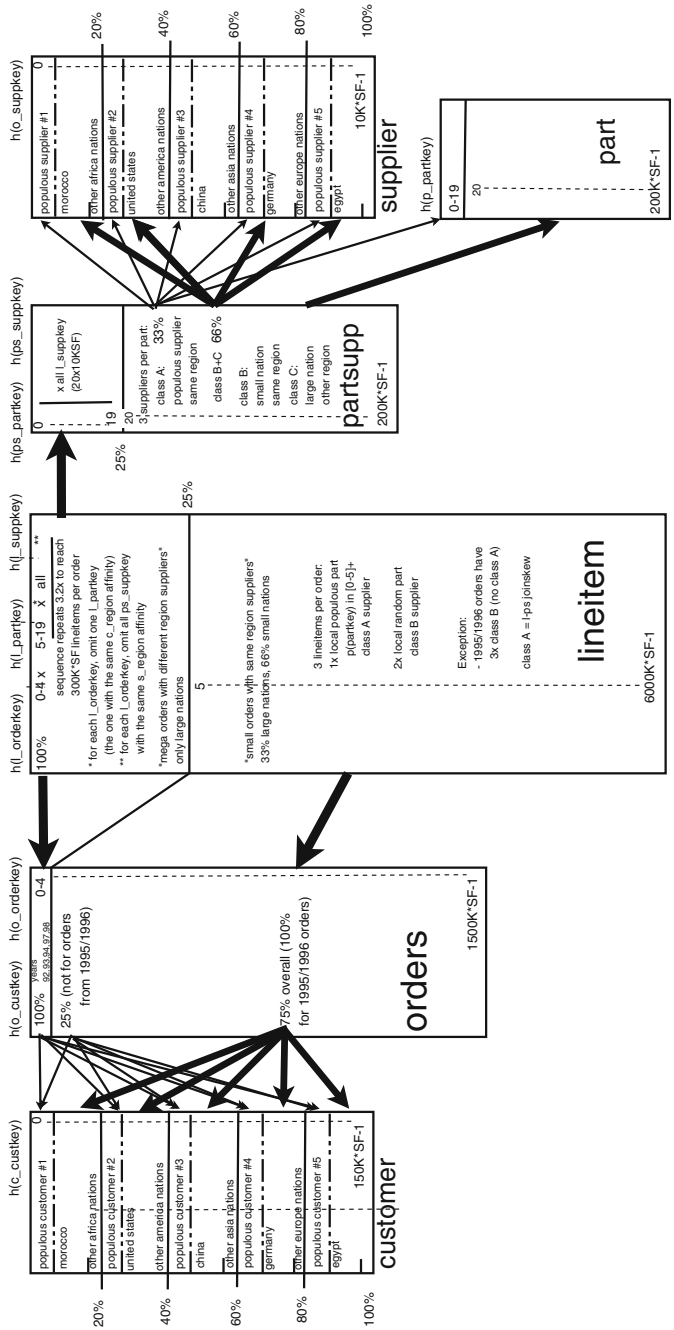 h(c_custkey)
0
populous customer #1
morocco
other africa nations
populous customer #2
united states
other america nations
populous customer #3
china
other asia nations
populous customer #4
germany
other europe nations
populous customer #5
egypt
150K*SF-1
customer
20%
40%
60%
80%
100%
h(o_custkey)
h(o_orderkey)
100%
years
92,93,94,97,98
0-4
25% (not for orders
from 1995/1996)
75% overall (100%
for 1995/1996 orders)
orders
1500K*SF-1
h(l_orderkey)
h(l_partkey)
h(l_suppkey)
100%
0-4 x
5-19
*
x
all
**
sequence repeats 3.2x to reach
300K*SF lineitems per order
* for each l_orderkey, omit one l_partkey
(the one with the same c_region affinity)
** for each l_orderkey, omit all ps_suppkey
with the same s_region affinity
"mega orders with different region suppliers"
only large nations
25%
5
"small orders with same region suppliers"
33% large nations, 66% small nations
3 lineitems per order:
1x local populous part
p(partkey) in [0-5]+
class A supplier
2x local random part
class B supplier
Exception:
- 1995/1996 orders have
3x class B (no class A)
class A = l-ps joinskew
lineitem
6000K*SF-1
h(ps_partkey)
h(ps_suppkey)
0
x all l_suppkey
(20x10KSF)
19
25%
20
3 suppliers per part:
class A:
33%
populous supplier
same region
class B+C
66%
class B:
small nation
same region
class C:
large nation
other region
partsupp
200K*SF-1
h(o_suppkey)
0
populous supplier #1
morocco
other africa nations
populous supplier #2
united states
other america nations
populous supplier #3
china
other asia nations
populous supplier #4
germany
other europe nations
populous supplier #5
egypt
10K*SF-1
supplier
20%
40%
60%
80%
100%
h(p_partkey)
0-19
20
part
200K*SF-1